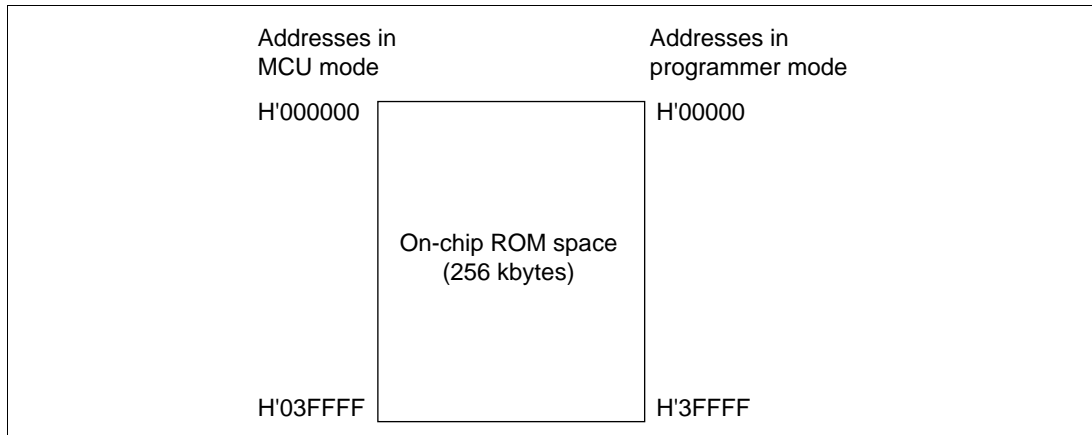 Addresses in
MCU mode
Addresses in
programmer mode
H'000000
H'00000
On-chip ROM space
(256 kbytes)
H'03FFFF
H'3FFFF